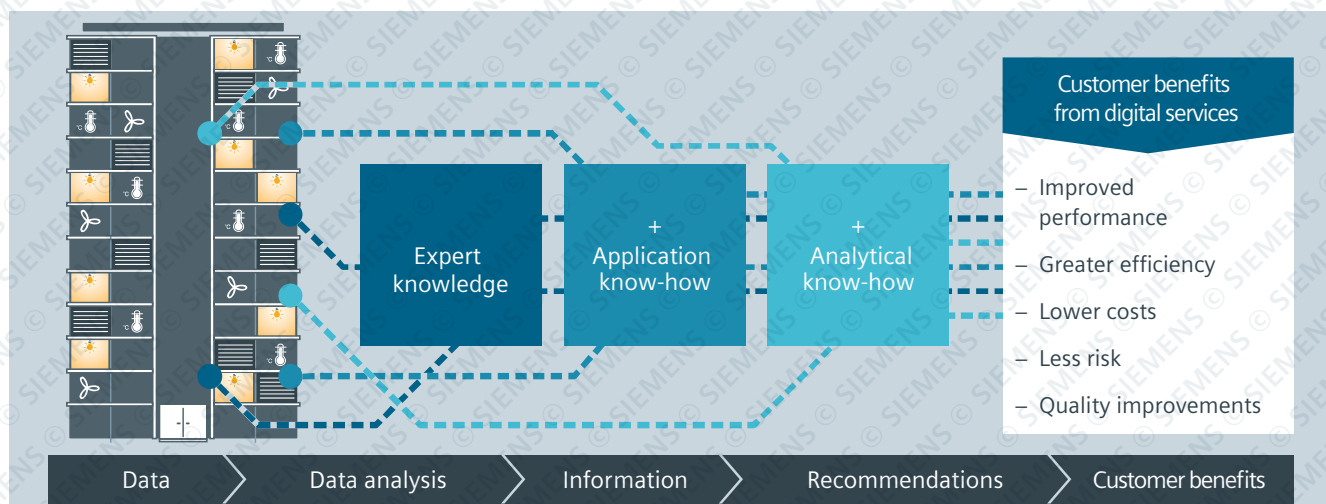 Customer benefits
from digital services
– Improved
performance
– Greater efficiency
– Lower costs
– Less risk
– Quality improvements
Expert
knowledge
+
Application
know-how
+
Analytical
know-how
°C
°C
°C
°C
°C
°C
°C
Data
Data analysis
Information
Recommendations
Customer benefits
© SIEMENS